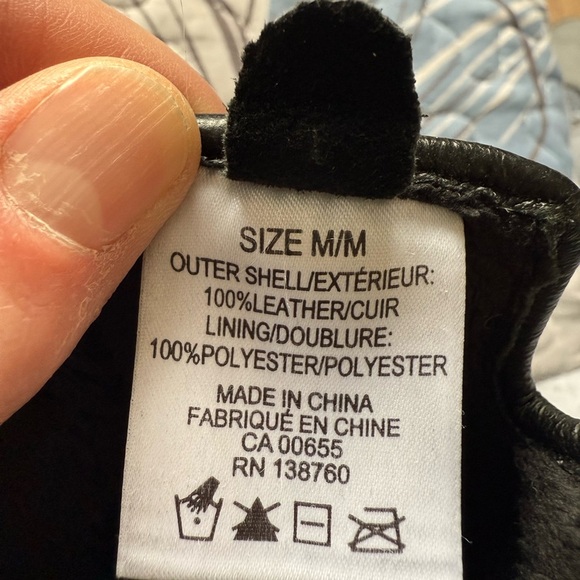 SIZE M/M
OUTER SHELL/EXTÉRIEUR:
100%LEATHER/CUIR
LINING/DOUBLURE:
100%POLYESTER/POLYESTER
MADE IN CHINA
FABRIQUÉ EN CHINE
CA 00655
RN 138760